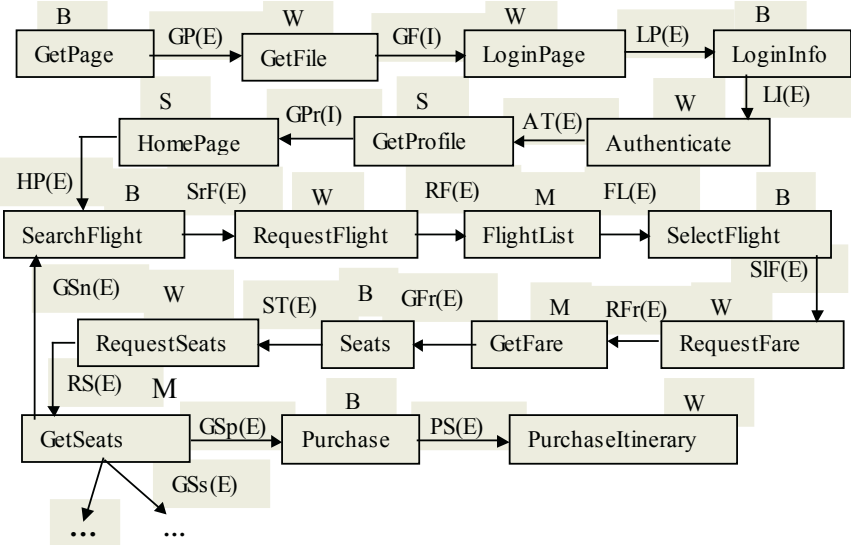 B W W B
GetPage GP(E) GetFile GF(I) LoginPage LP(E) LoginInfo
LI(E)
S S W
HomePage GPr(I) GetProfile AT(E) Authenticate
HP(E)
B SrF(E) W RF(E) M FL(E) B
SearchFlight RequestFlight FlightList SelectFlight
SlF(E)
GSn(E) W ST(E) B GFr(E) M RFr(E) W
RequestSeats Seats GetFare RequestFare
RS(E) M B W
GetSeats GSp(E) Purchase PS(E) PurchaseItinerary
GSs(E)
... ...